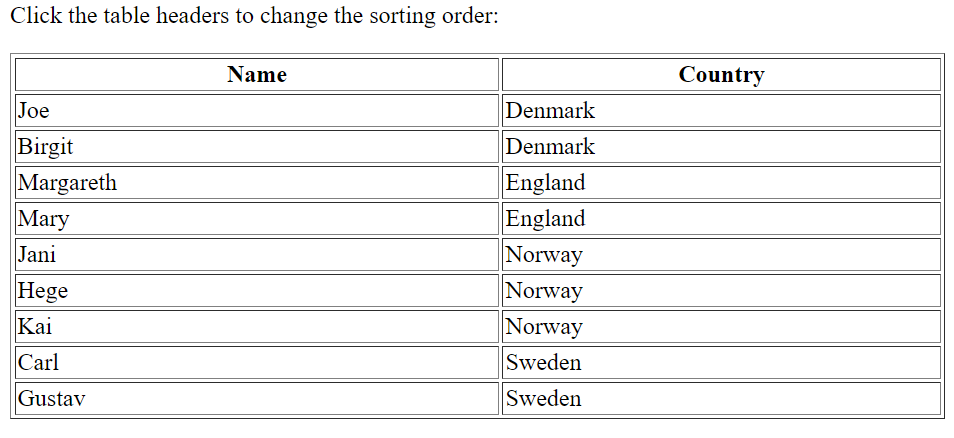 Click the table headers to change the sorting order:
Name Country
Joe Denmark
Birgit Denmark
Margareth England
Mary England
Jani Norway
Hege Norway
Kai Norway
Carl Sweden
Gustav Sweden